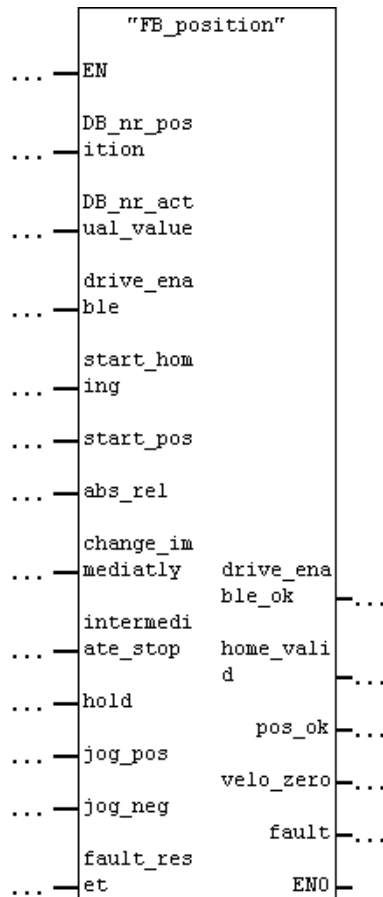 "FB_position"
... EN
DB_nr_pos
... ition
DB_nr_act
... ual_value
drive_ena
... ble
start_hom
... ing
... start_pos
... abs_rel
change_im
... mediatly drive_ena
ble_ok ...
intermedi
... ate_stop home_vali
d ...
... hold
pos_ok ...
... jog_pos
velo_zero ...
... jog_neg
fault ...
fault_res
... et ENO